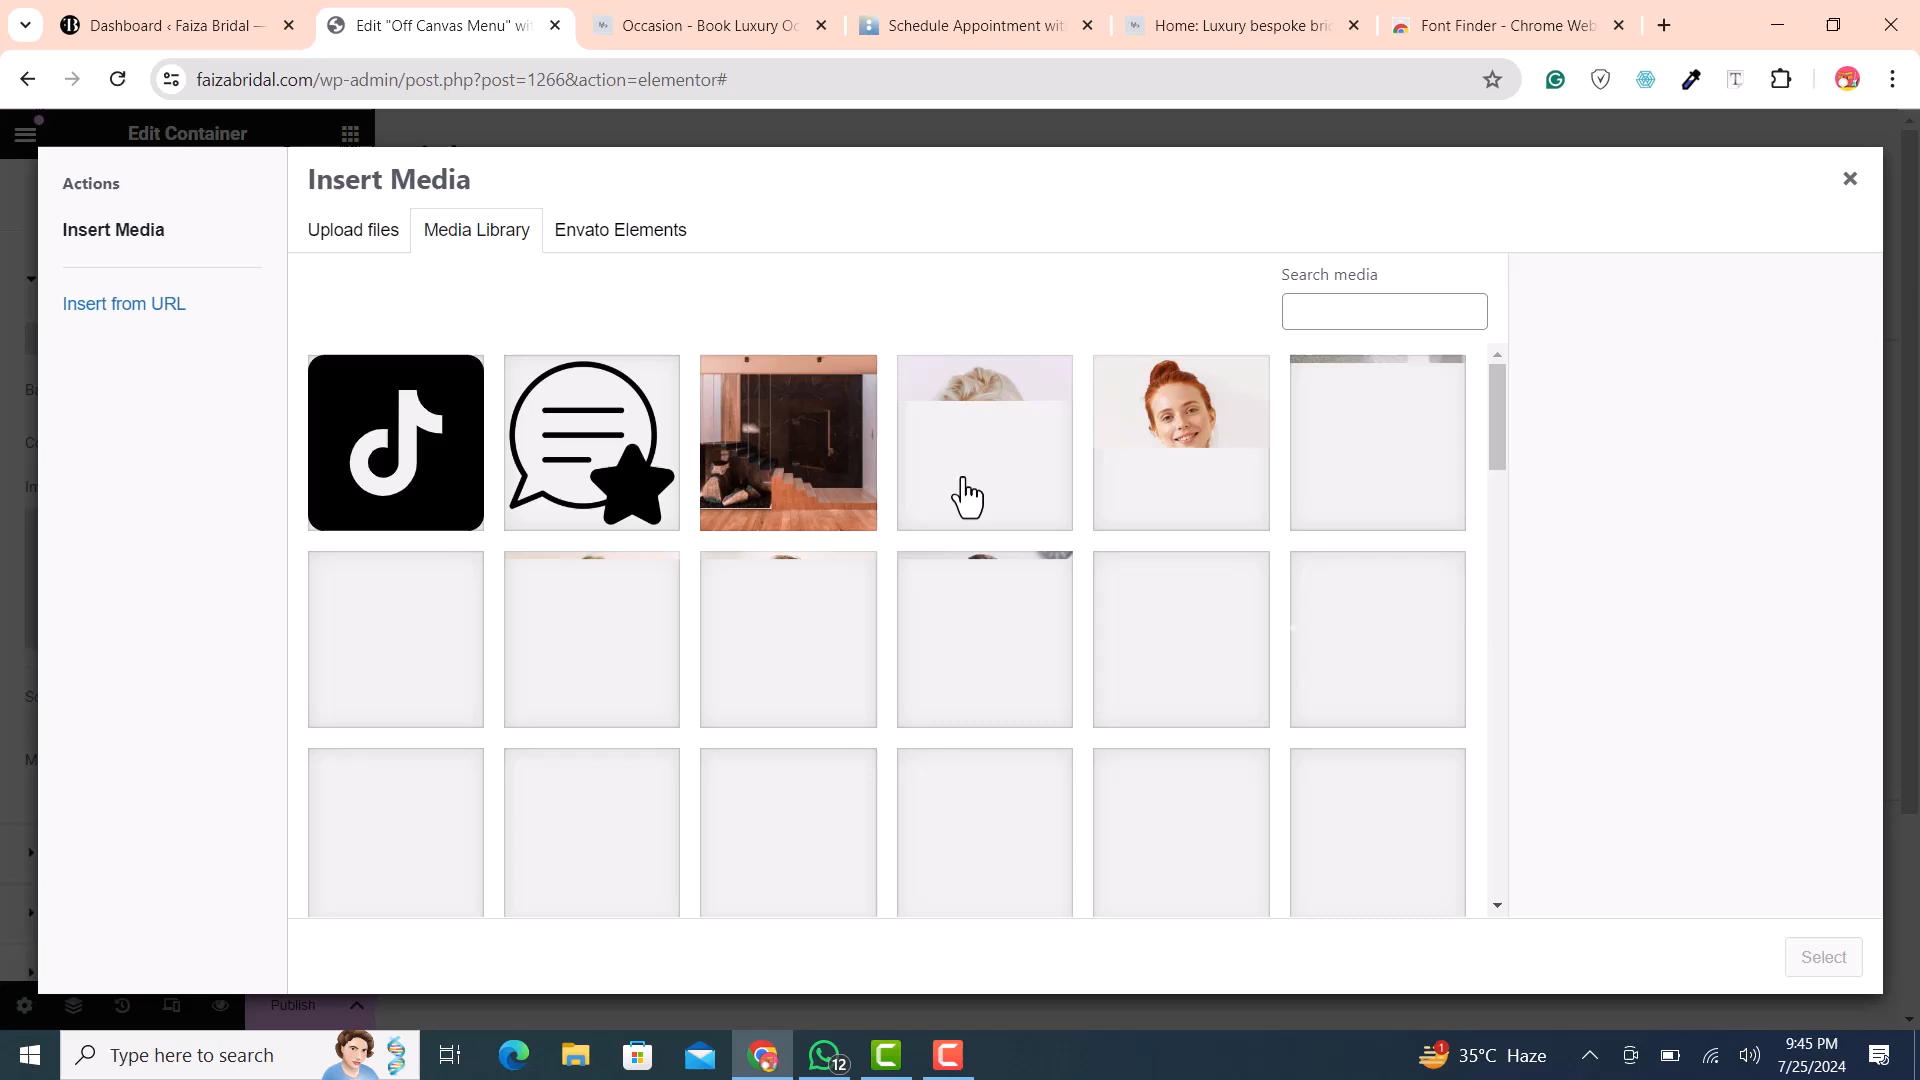 Dashboard ‹ Faiza Bridal —
Edit "Off Canvas Menu" wit
Occasion - Book Luxury Oc
Schedule Appointment with
Home: Luxury bespoke brid
Font Finder - Chrome Web
faizabridal.com/wp-admin/post.php?post=1266&action=elementor#
Edit Container
Actions
Insert Media
Insert from URL
Insert Media
Upload files
Media Library
Envato Elements
Search media
Select
Publish
Type here to search
12
1
35°C Haze
9:45 PM
7/25/2024